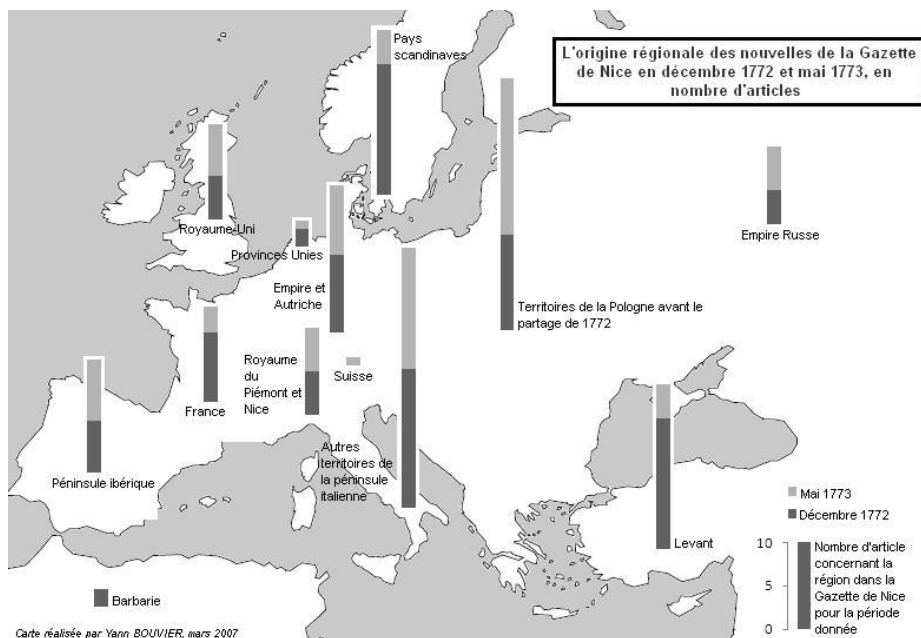 L'origine régionale des nouvelles de la Gazette
de Nice en décembre 1772 et mai 1773, en
nombre d'articles
Pays
scandinaves
Royaume-Uni
Provinces Unies
Empire Russe
Empire et
Autriche
Territoires de la Pologne avant le
partage de 1772
Royaume
du
Piémont et
Nice
Suisse
France
Péninsule ibérique
Autres
territoires de
la péninsule
italienne
Levant
Mai 1773
Décembre 1772
10
5
0
Nombre d'article
concernant la
région dans la
Gazette de Nice
pour la période
donnée
Barbarie
Carte réalisée par Yann BOUVIER, mars 2007